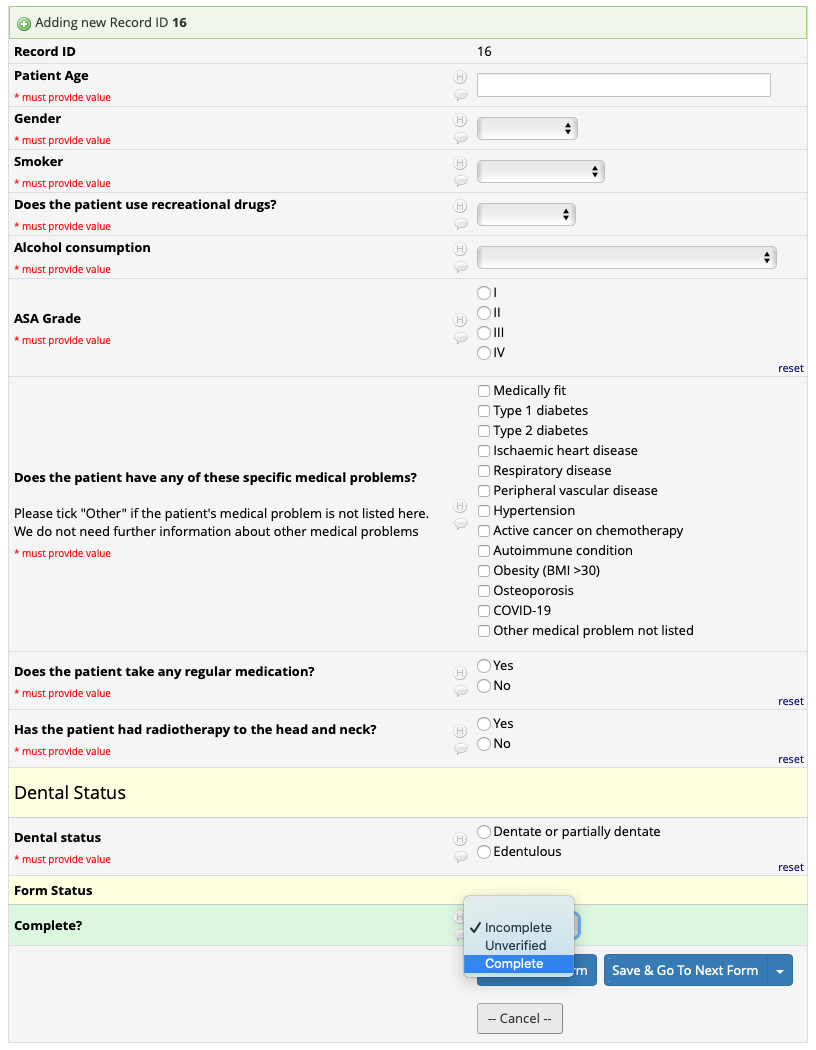 Adding new Record ID 16
Record ID
16
Patient Age
* must provide value
H
Gender
* must provide value
H
Smoker
* must provide value
H
Does the patient use recreational drugs?
* must provide value
H
Alcohol consumption
* must provide value
H
ASA Grade
* must provide value
H
I
II
III
IV
reset
Does the patient have any of these specific medical problems?
Please tick "Other" if the patient's medical problem is not listed here.
We do not need further information about other medical problems
* must provide value
H
Medically fit
Type 1 diabetes
Type 2 diabetes
Ischaemic heart disease
Respiratory disease
Peripheral vascular disease
Hypertension
Active cancer on chemotherapy
Autoimmune condition
Obesity (BMI >30)
Osteoporosis
COVID-19
Other medical problem not listed
Does the patient take any regular medication?
* must provide value
H
Yes
No
reset
Has the patient had radiotherapy to the head and neck?
* must provide value
H
Yes
No
reset
Dental Status
Dental status
* must provide value
H
Dentate or partially dentate
Edentulous
reset
Form Status
Complete?
H
✓ Incomplete
Unverified
Complete
Save & Go To Next Form
-- Cancel --